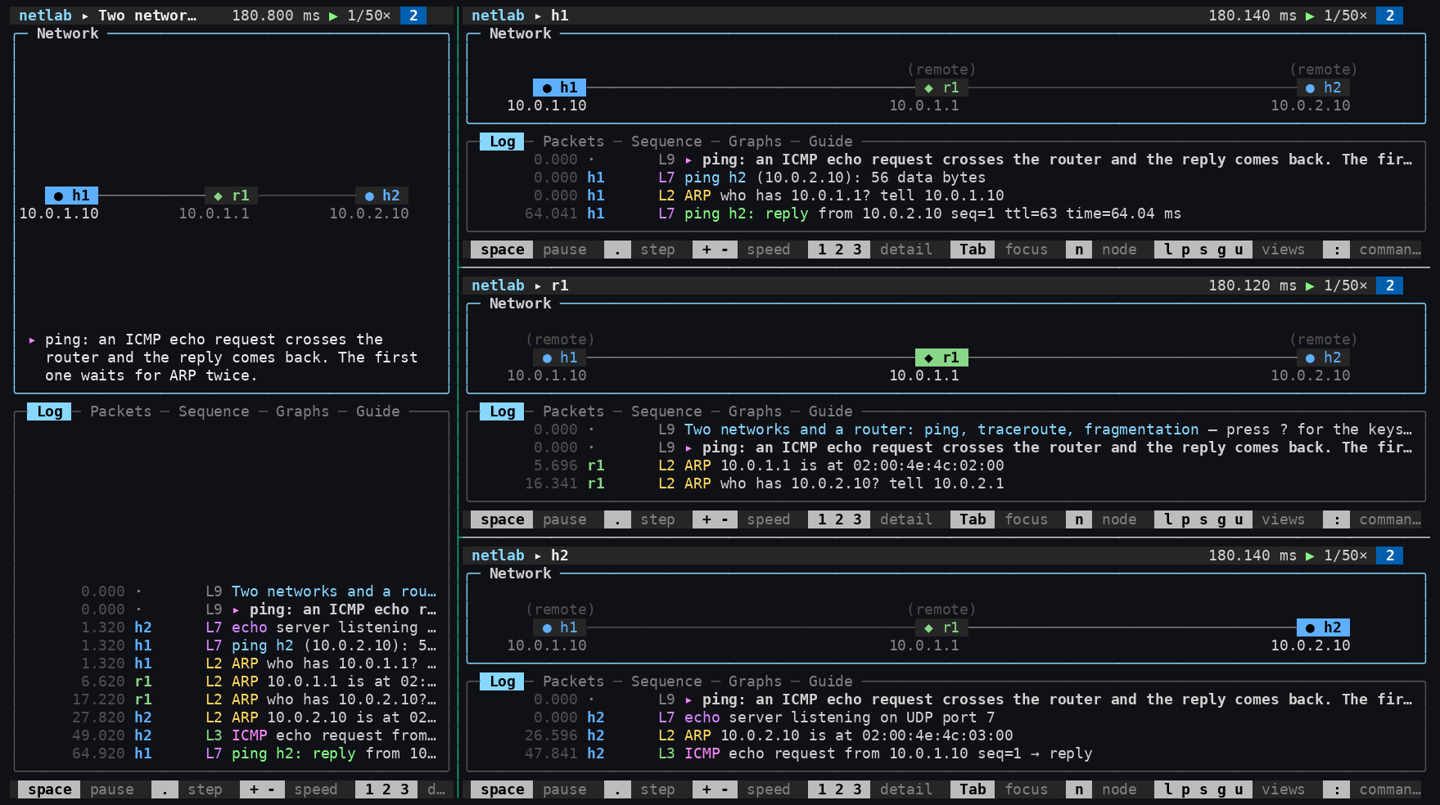 netlab ▸ Two networ… 180.800 ms ▶ 1/50× 2
Network
● h1 ◆ r1 ● h2
10.0.1.10 10.0.1.1 10.0.2.10
▸ ping: an ICMP echo request crosses the
router and the reply comes back. The first
one waits for ARP twice.
Log — Packets — Sequence — Graphs — Guide
0.000 · L9 Two networks and a rou…
0.000 · L9 ▸ ping: an ICMP echo r…
1.320 h2 L7 echo server listening …
1.320 h1 L7 ping h2 (10.0.2.10): 5…
1.320 h1 L2 ARP who has 10.0.1.1? …
6.620 r1 L2 ARP 10.0.1.1 is at 02:…
17.220 r1 L2 ARP who has 10.0.2.10?…
27.820 h2 L2 ARP 10.0.2.10 is at 02…
49.020 h2 L3 ICMP echo request from…
64.920 h1 L7 ping h2: reply from 10…
space pause . step + - speed 1 2 3 d…
netlab ▸ h1 180.140 ms ▶ 1/50× 2
Network
(remote) (remote)
● h1 ◆ r1 ● h2
10.0.1.10 10.0.1.1 10.0.2.10
Log — Packets — Sequence — Graphs — Guide
0.000 · L9 ▸ ping: an ICMP echo request crosses the router and the reply comes back. The fir…
0.000 h1 L7 ping h2 (10.0.2.10): 56 data bytes
0.000 h1 L2 ARP who has 10.0.1.1? tell 10.0.1.10
64.041 h1 L7 ping h2: reply from 10.0.2.10 seq=1 ttl=63 time=64.04 ms
space pause . step + - speed 1 2 3 detail Tab focus n node l p s g u views : comman…
netlab ▸ r1 180.120 ms ▶ 1/50× 2
Network
(remote) (remote)
● h1 ◆ r1 ● h2
10.0.1.10 10.0.1.1 10.0.2.10
Log — Packets — Sequence — Graphs — Guide
0.000 · L9 Two networks and a router: ping, traceroute, fragmentation — press ? for the keys…
0.000 · L9 ▸ ping: an ICMP echo request crosses the router and the reply comes back. The fir…
5.696 r1 L2 ARP 10.0.1.1 is at 02:00:4e:4c:02:00
16.341 r1 L2 ARP who has 10.0.2.10? tell 10.0.2.1
space pause . step + - speed 1 2 3 detail Tab focus n node l p s g u views : comman…
netlab ▸ h2 180.140 ms ▶ 1/50× 2
Network
(remote) (remote)
● h1 ◆ r1 ● h2
10.0.1.10 10.0.1.1 10.0.2.10
Log — Packets — Sequence — Graphs — Guide
0.000 · L9 ▸ ping: an ICMP echo request crosses the router and the reply comes back. The fir…
0.000 h2 L7 echo server listening on UDP port 7
26.596 h2 L2 ARP 10.0.2.10 is at 02:00:4e:4c:03:00
47.841 h2 L3 ICMP echo request from 10.0.1.10 seq=1 → reply
space pause . step + - speed 1 2 3 detail Tab focus n node l p s g u views : comman…